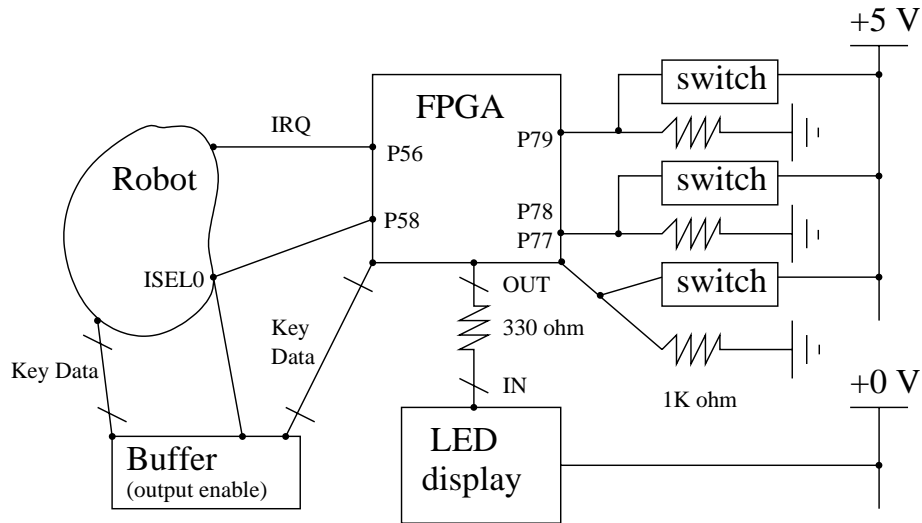 +5 V
switch
FPGA
IRQ
P79
P56
Robot
switch
P78
P58
P77
ISEL0
OUT
switch
Key
Data
330 ohm
Key Data
+0 V
IN
1K ohm
LED
display
Buffer
(output enable)